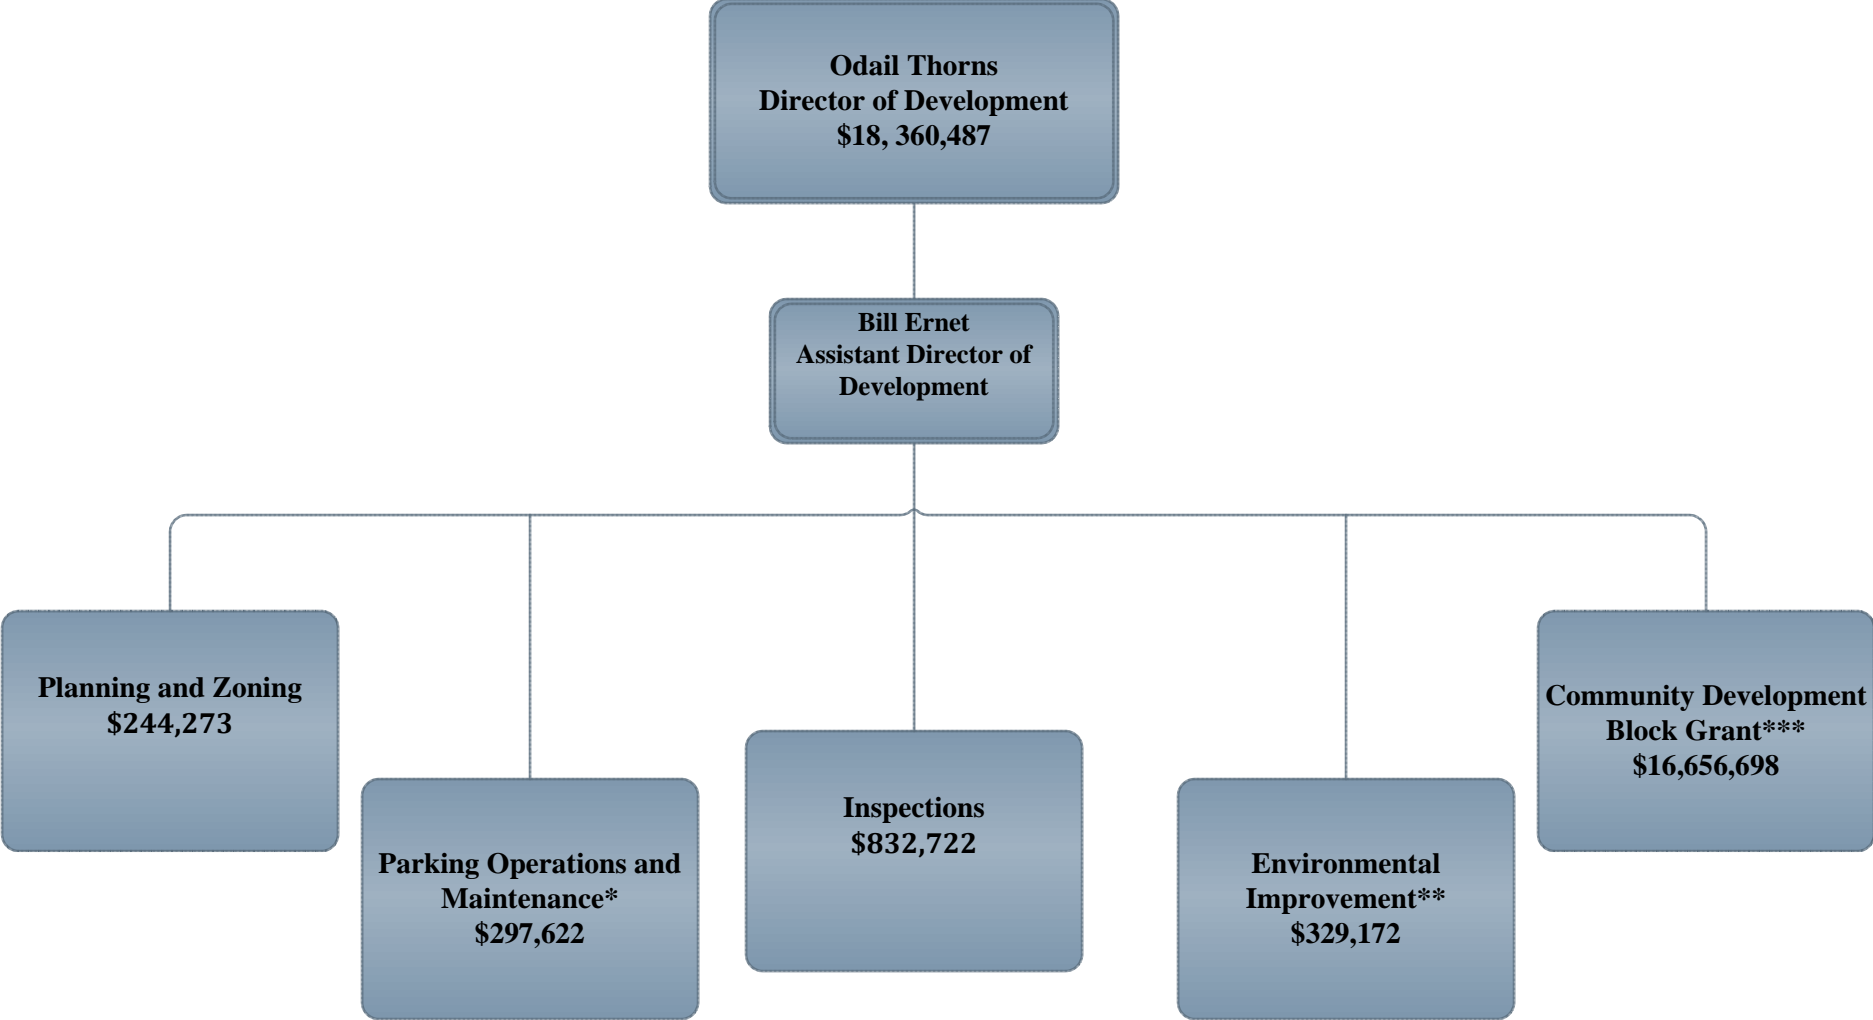 Odail Thorns
Director of Development
$18, 360,487
Bill Ernet
Assistant Director of
Development
Planning and Zoning
$244,273
Parking Operations and
Maintenance*
$297,622
Inspections
$832,722
Environmental
Improvement**
$329,172
Community Development
Block Grant***
$16,656,698